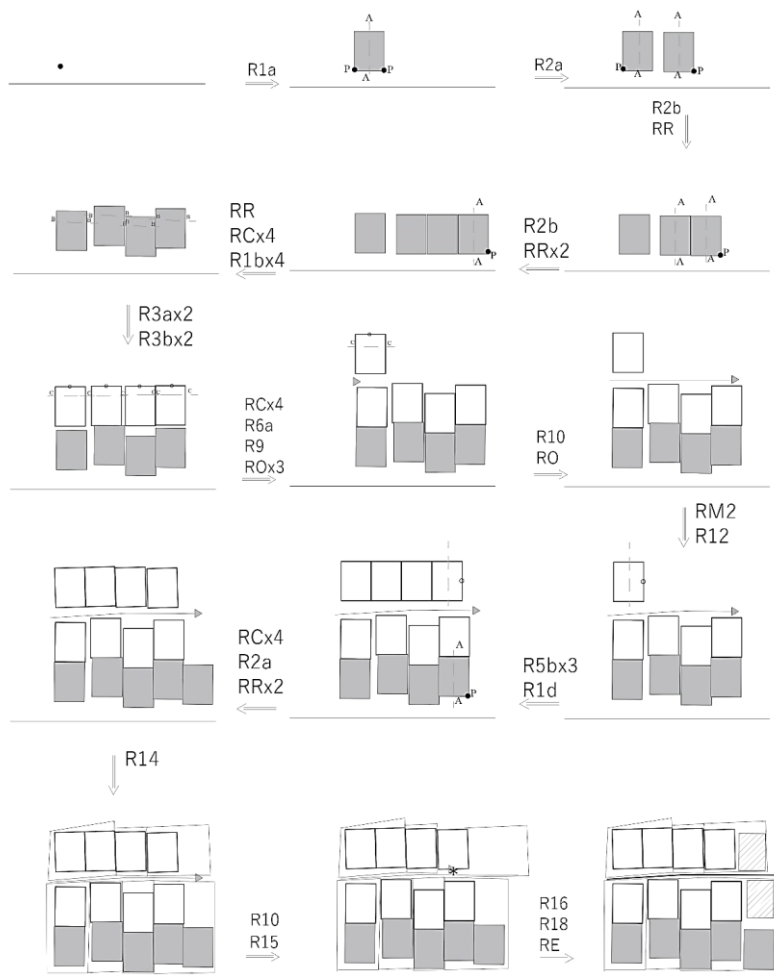 A
P P
A
R1a
A A
P A A P
R2a
R2b
RR
RR
RCx4
R1bx4
A
P
A
R2b
RRx2
A A
A A P
R3ax2
R3bx2
c c cc c
RCx4
R6a
R9
ROx3
c c
R10
RO
RM2
R12
RCx4
R2a
RRx2
A
A P
R5bx3
R1d
R14
R10
R15
*
R16
R18
RE